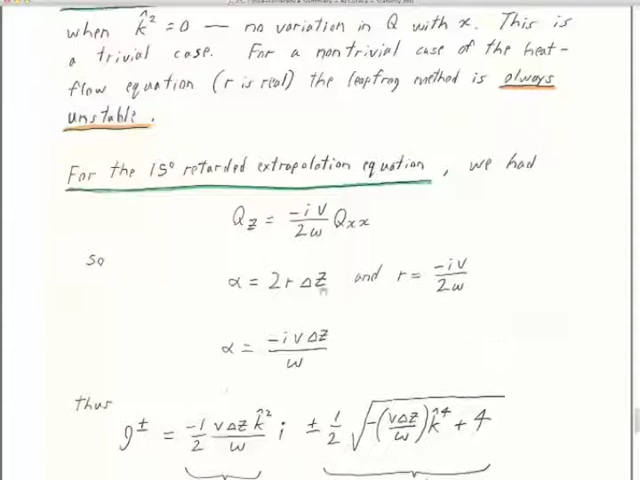 when k̂² = 0 — no variation in Q with x. This is
a trivial case. For a nontrivial case of the heat-
flow equation (r is real) the leapfrog method is always
unstable.
For the 15° retarded extrapolation equation, we had
Q_z = -iv/2ω Q_xx
so
α = 2r Δz and r = -iv/2ω
α = -ivΔz/ω
thus
g± = -1/2 vΔz k̂²/ω i ± 1/2 √(-(vΔz/ω) k̂⁴ + 4)